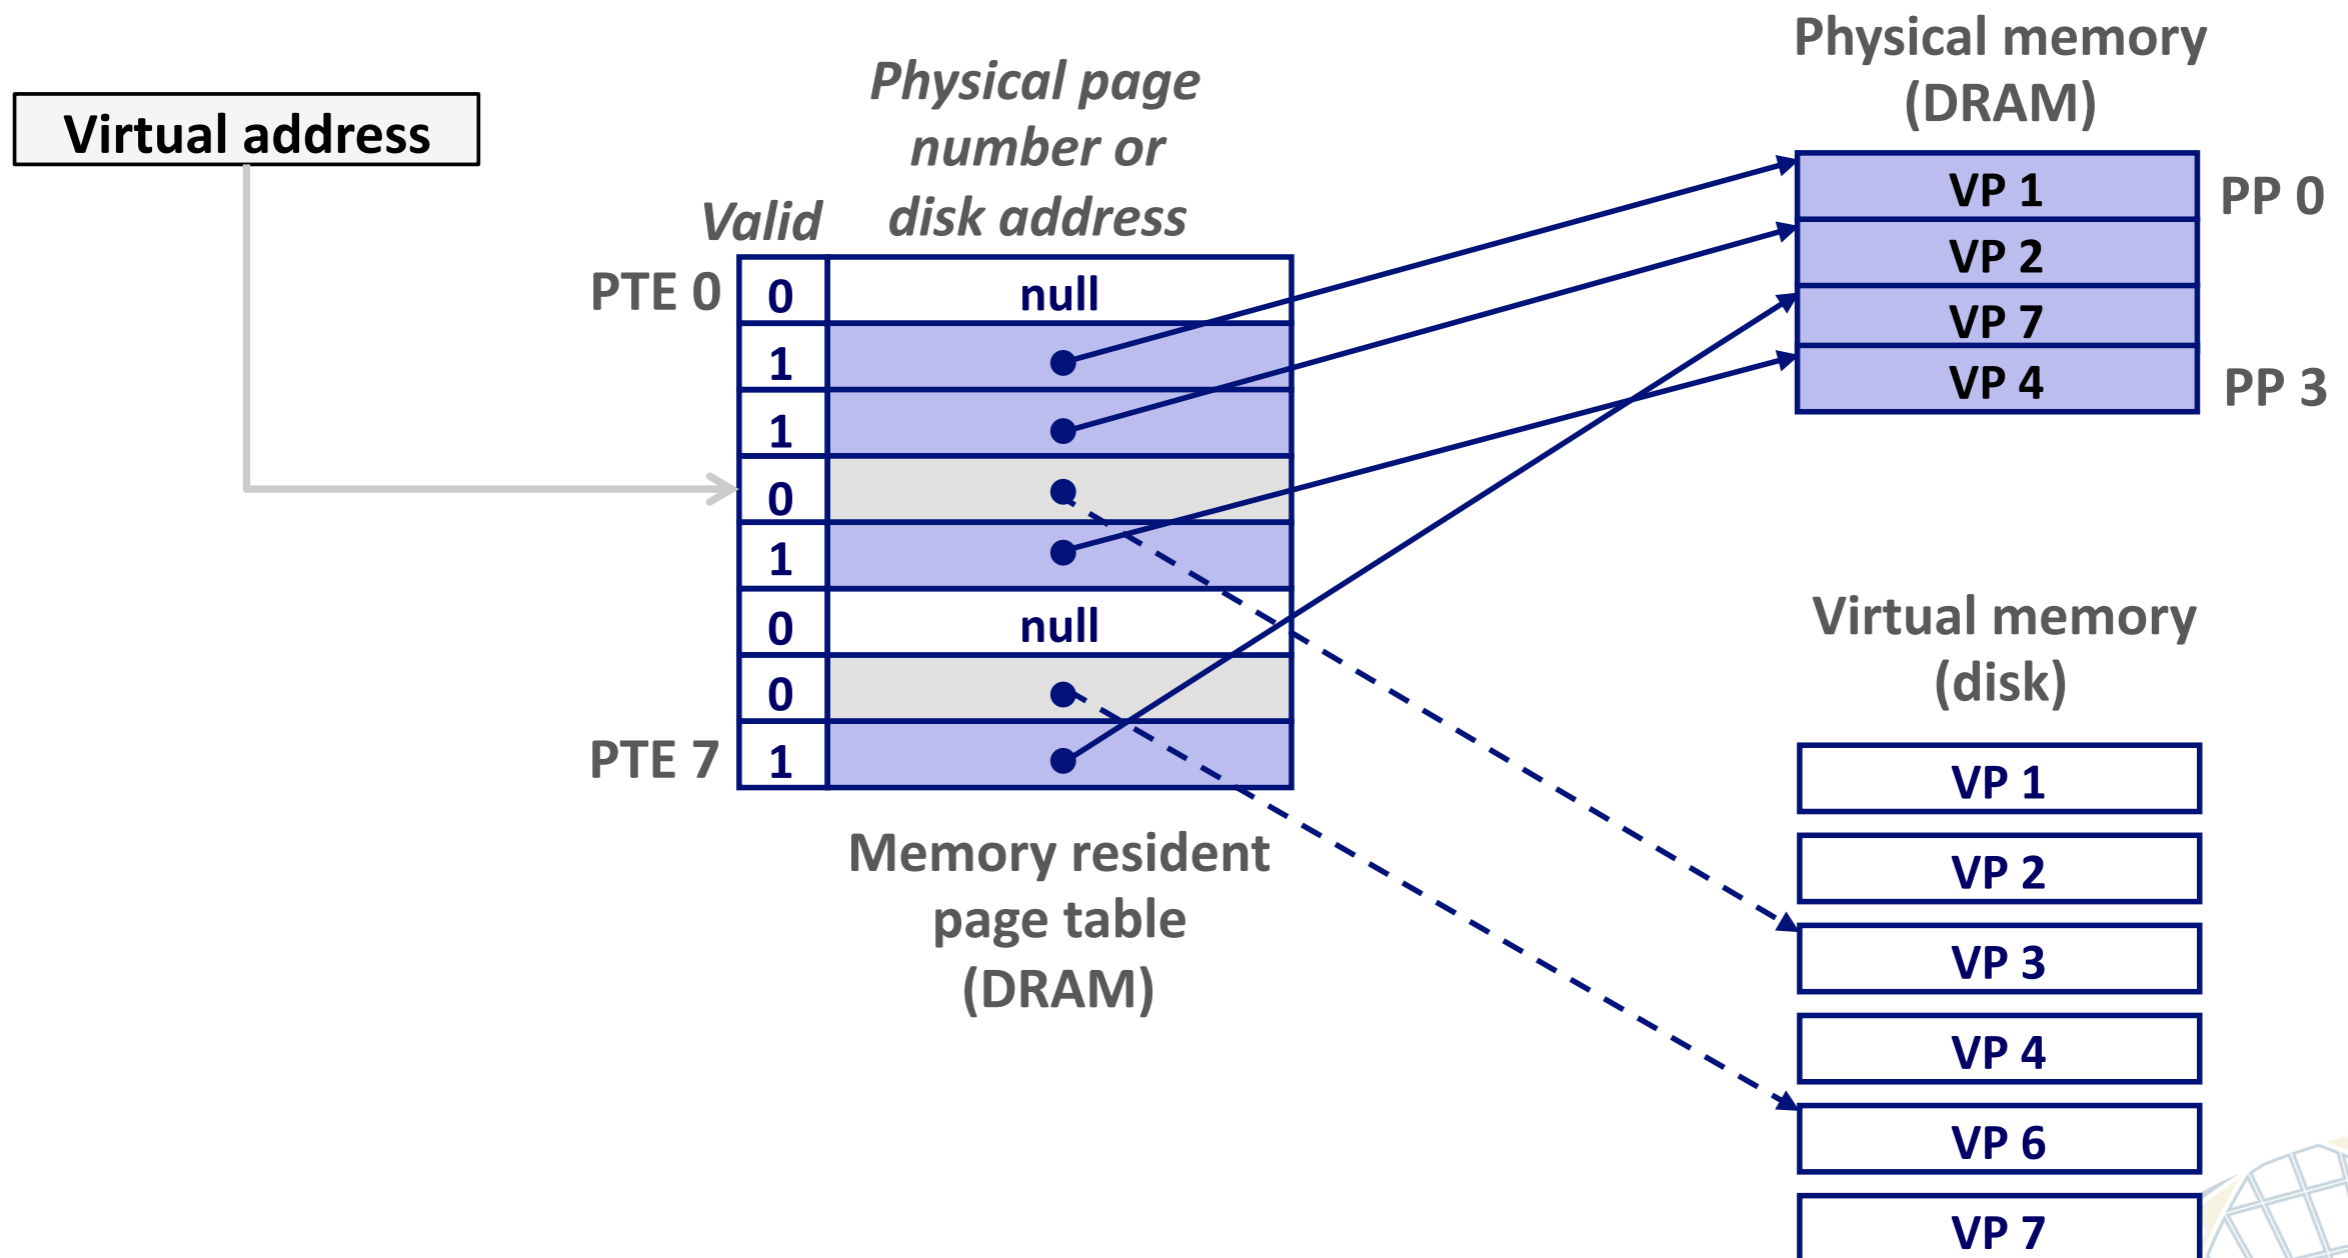 Virtual address
Physical page
number or
disk address
Valid
PTE 0
0
null
1
1
0
1
0
null
0
PTE 7
1
Memory resident
page table
(DRAM)
Physical memory
(DRAM)
VP 1
PP 0
VP 2
VP 7
VP 4
PP 3
Virtual memory
(disk)
VP 1
VP 2
VP 3
VP 4
VP 6
VP 7